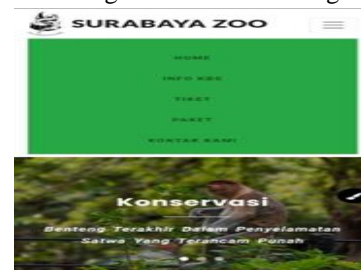 SURABAYA ZOO
HOME
INFO KBS
TIKET
PAKET
KONTAK KAMI
Konservasi
Benteng Terakhir Dalam Penyelamatan
Satwa Yang Terancam Punah